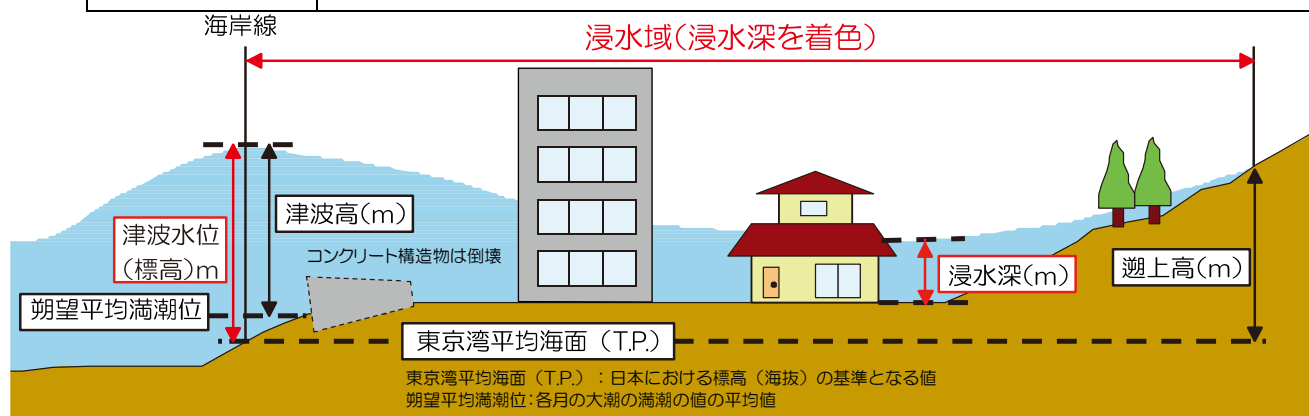 海岸線
浸水域(浸水深を着色)
津波高(m)
津波水位
(標高)m
コンクリート構造物は倒壊
浸水深(m)
遡上高(m)
朔望平均満潮位
東京湾平均海面（T.P.）
東京湾平均海面（T.P.）：日本における標高（海抜）の基準となる値
朔望平均満潮位:各月の大潮の満潮の値の平均値